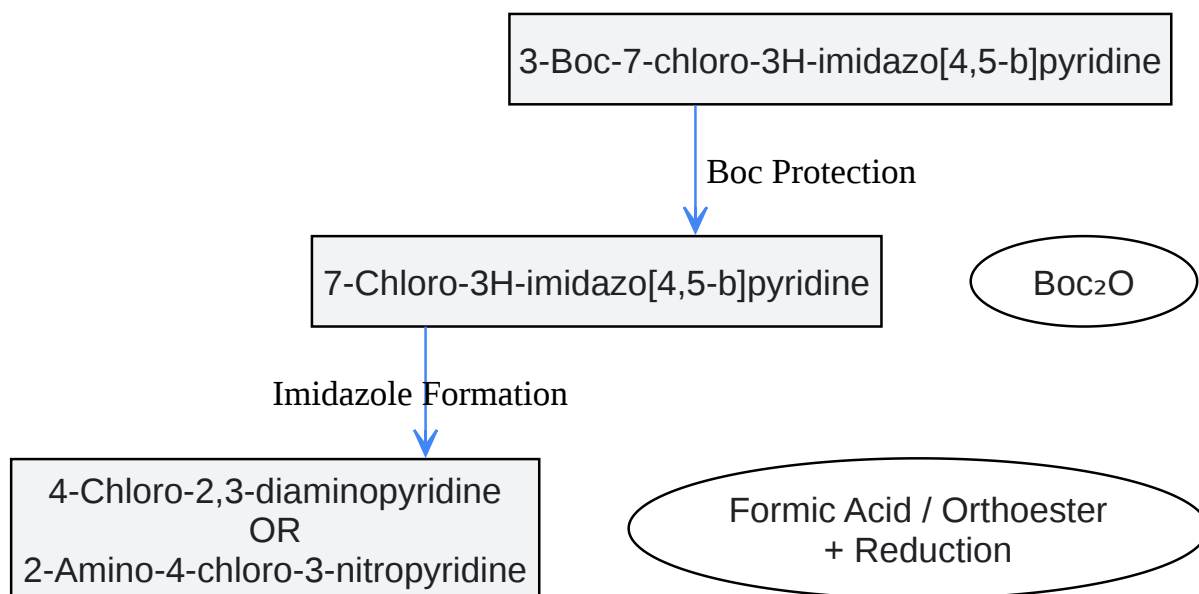 3-Boc-7-chloro-3H-imidazo[4,5-b]pyridine
Boc Protection
7-Chloro-3H-imidazo[4,5-b]pyridine
Boc₂O
Imidazole Formation
4-Chloro-2,3-diaminopyridine
OR
2-Amino-4-chloro-3-nitropyridine
Formic Acid / Orthoester
+ Reduction